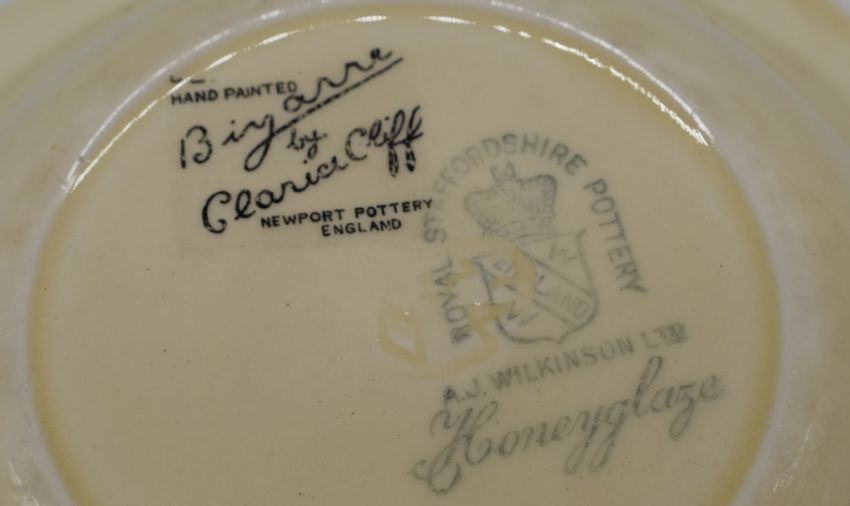 HAND PAINTED
Bizarre
by
Clarice Cliff
NEWPORT POTTERY
ENGLAND
ROYAL STAFFORDSHIRE POTTERY
A.J. WILKINSON LTD
Honeyglaze